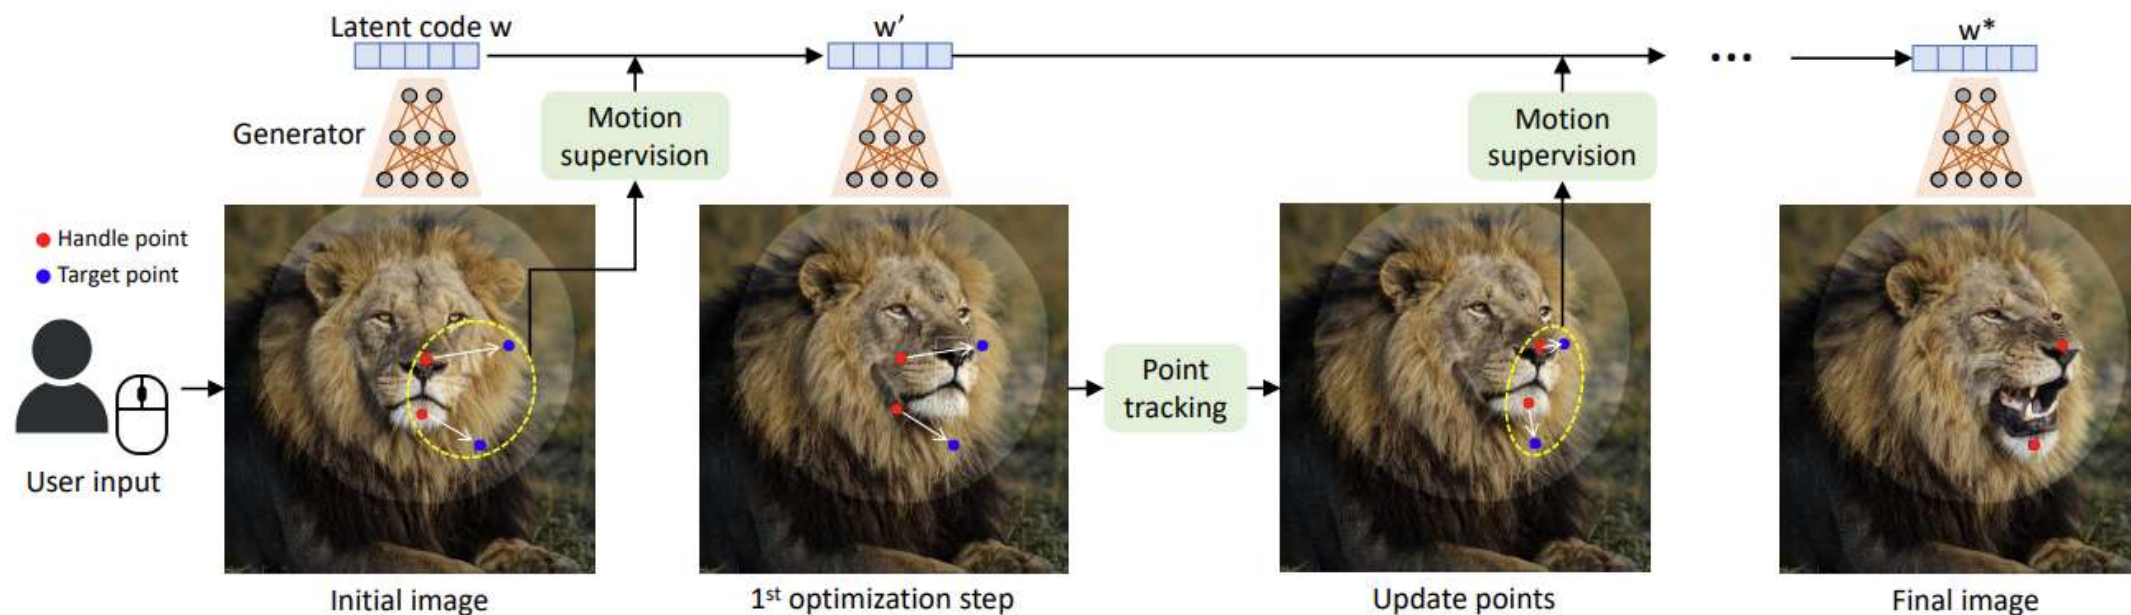 Latent code w
w'
w*
Generator
Motion
supervision
Motion
supervision
...
Handle point
Target point
Point
tracking
User input
Initial image
1st optimization step
Update points
Final image